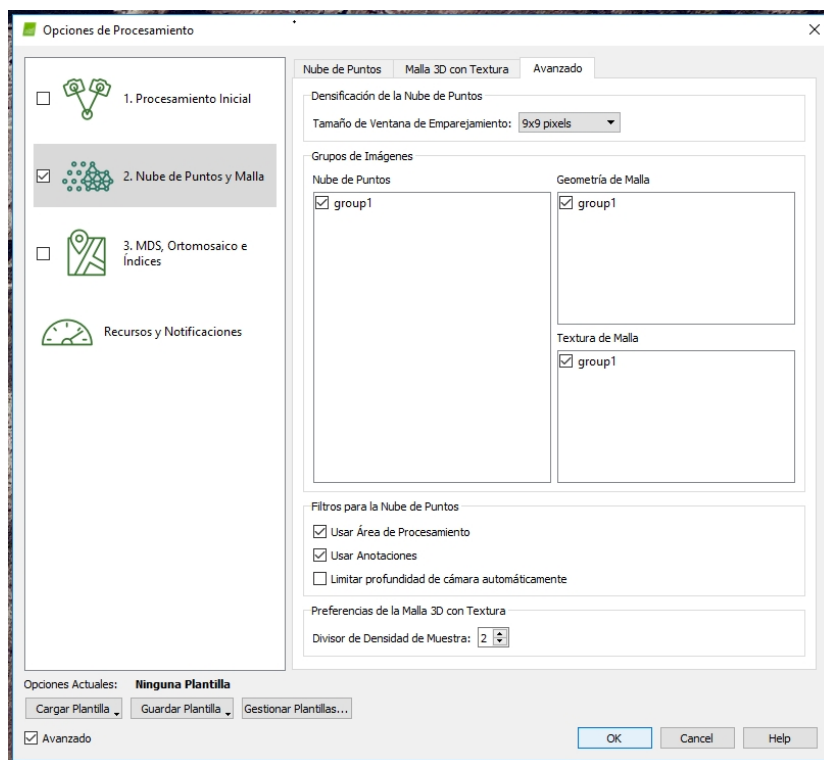 Opciones de Procesamiento
1. Procesamiento Inicial
2. Nube de Puntos y Malla
3. MDS, Ortomosaico e
Índices
Recursos y Notificaciones
Nube de Puntos Malla 3D con Textura Avanzado
Densificación de la Nube de Puntos
Tamaño de Ventana de Emparejamiento: 9x9 pixels
Grupos de Imágenes
Nube de Puntos
group1
Geometría de Malla
group1
Textura de Malla
group1
Filtros para la Nube de Puntos
Usar Área de Procesamiento
Usar Anotaciones
Limitar profundidad de cámara automáticamente
Preferencias de la Malla 3D con Textura
Divisor de Densidad de Muestra: 2
Opciones Actuales: Ninguna Plantilla
Cargar Plantilla Guardar Plantilla Gestionar Plantillas...
Avanzado
OK Cancel Help